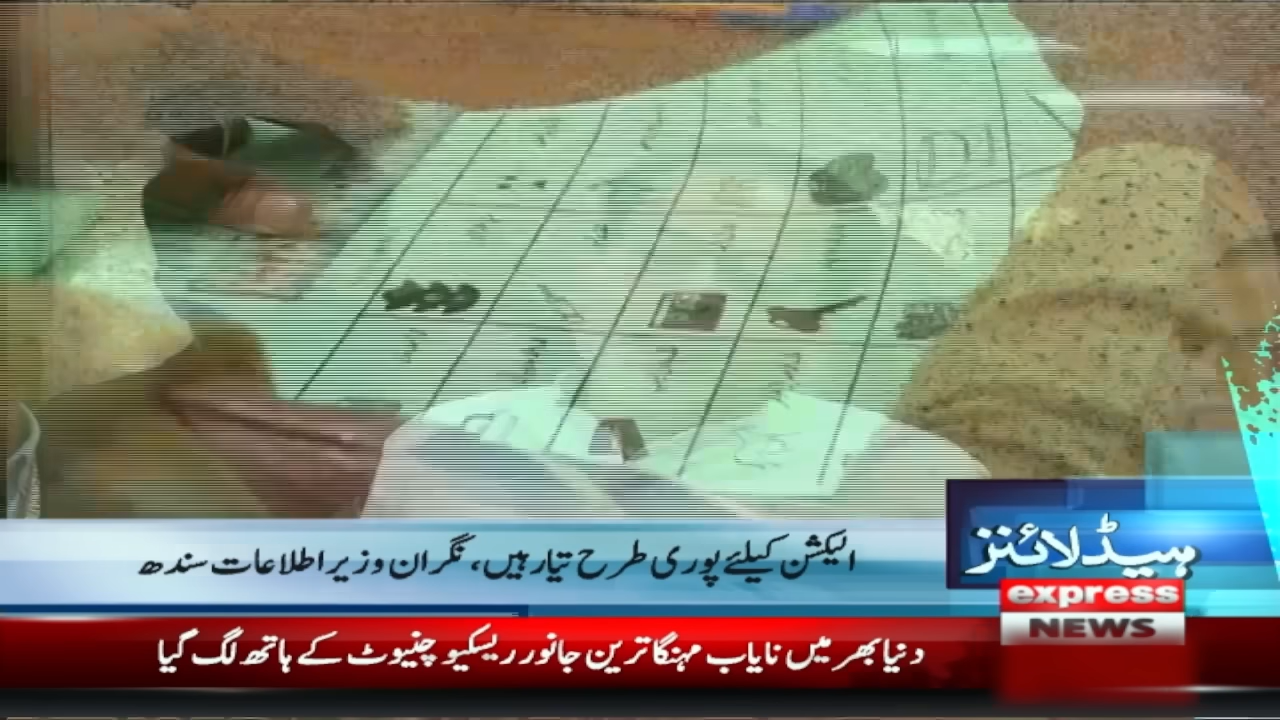 الیکشن کیلئے پوری طرح تیار ہیں، نگران وزیر اطلاعات سندھ
ہیڈلائنز
express
NEWS
دنیا بھر میں نایاب مہنگا ترین جانور ریسکیو چنیوٹ کے ہاتھ لگ گیا